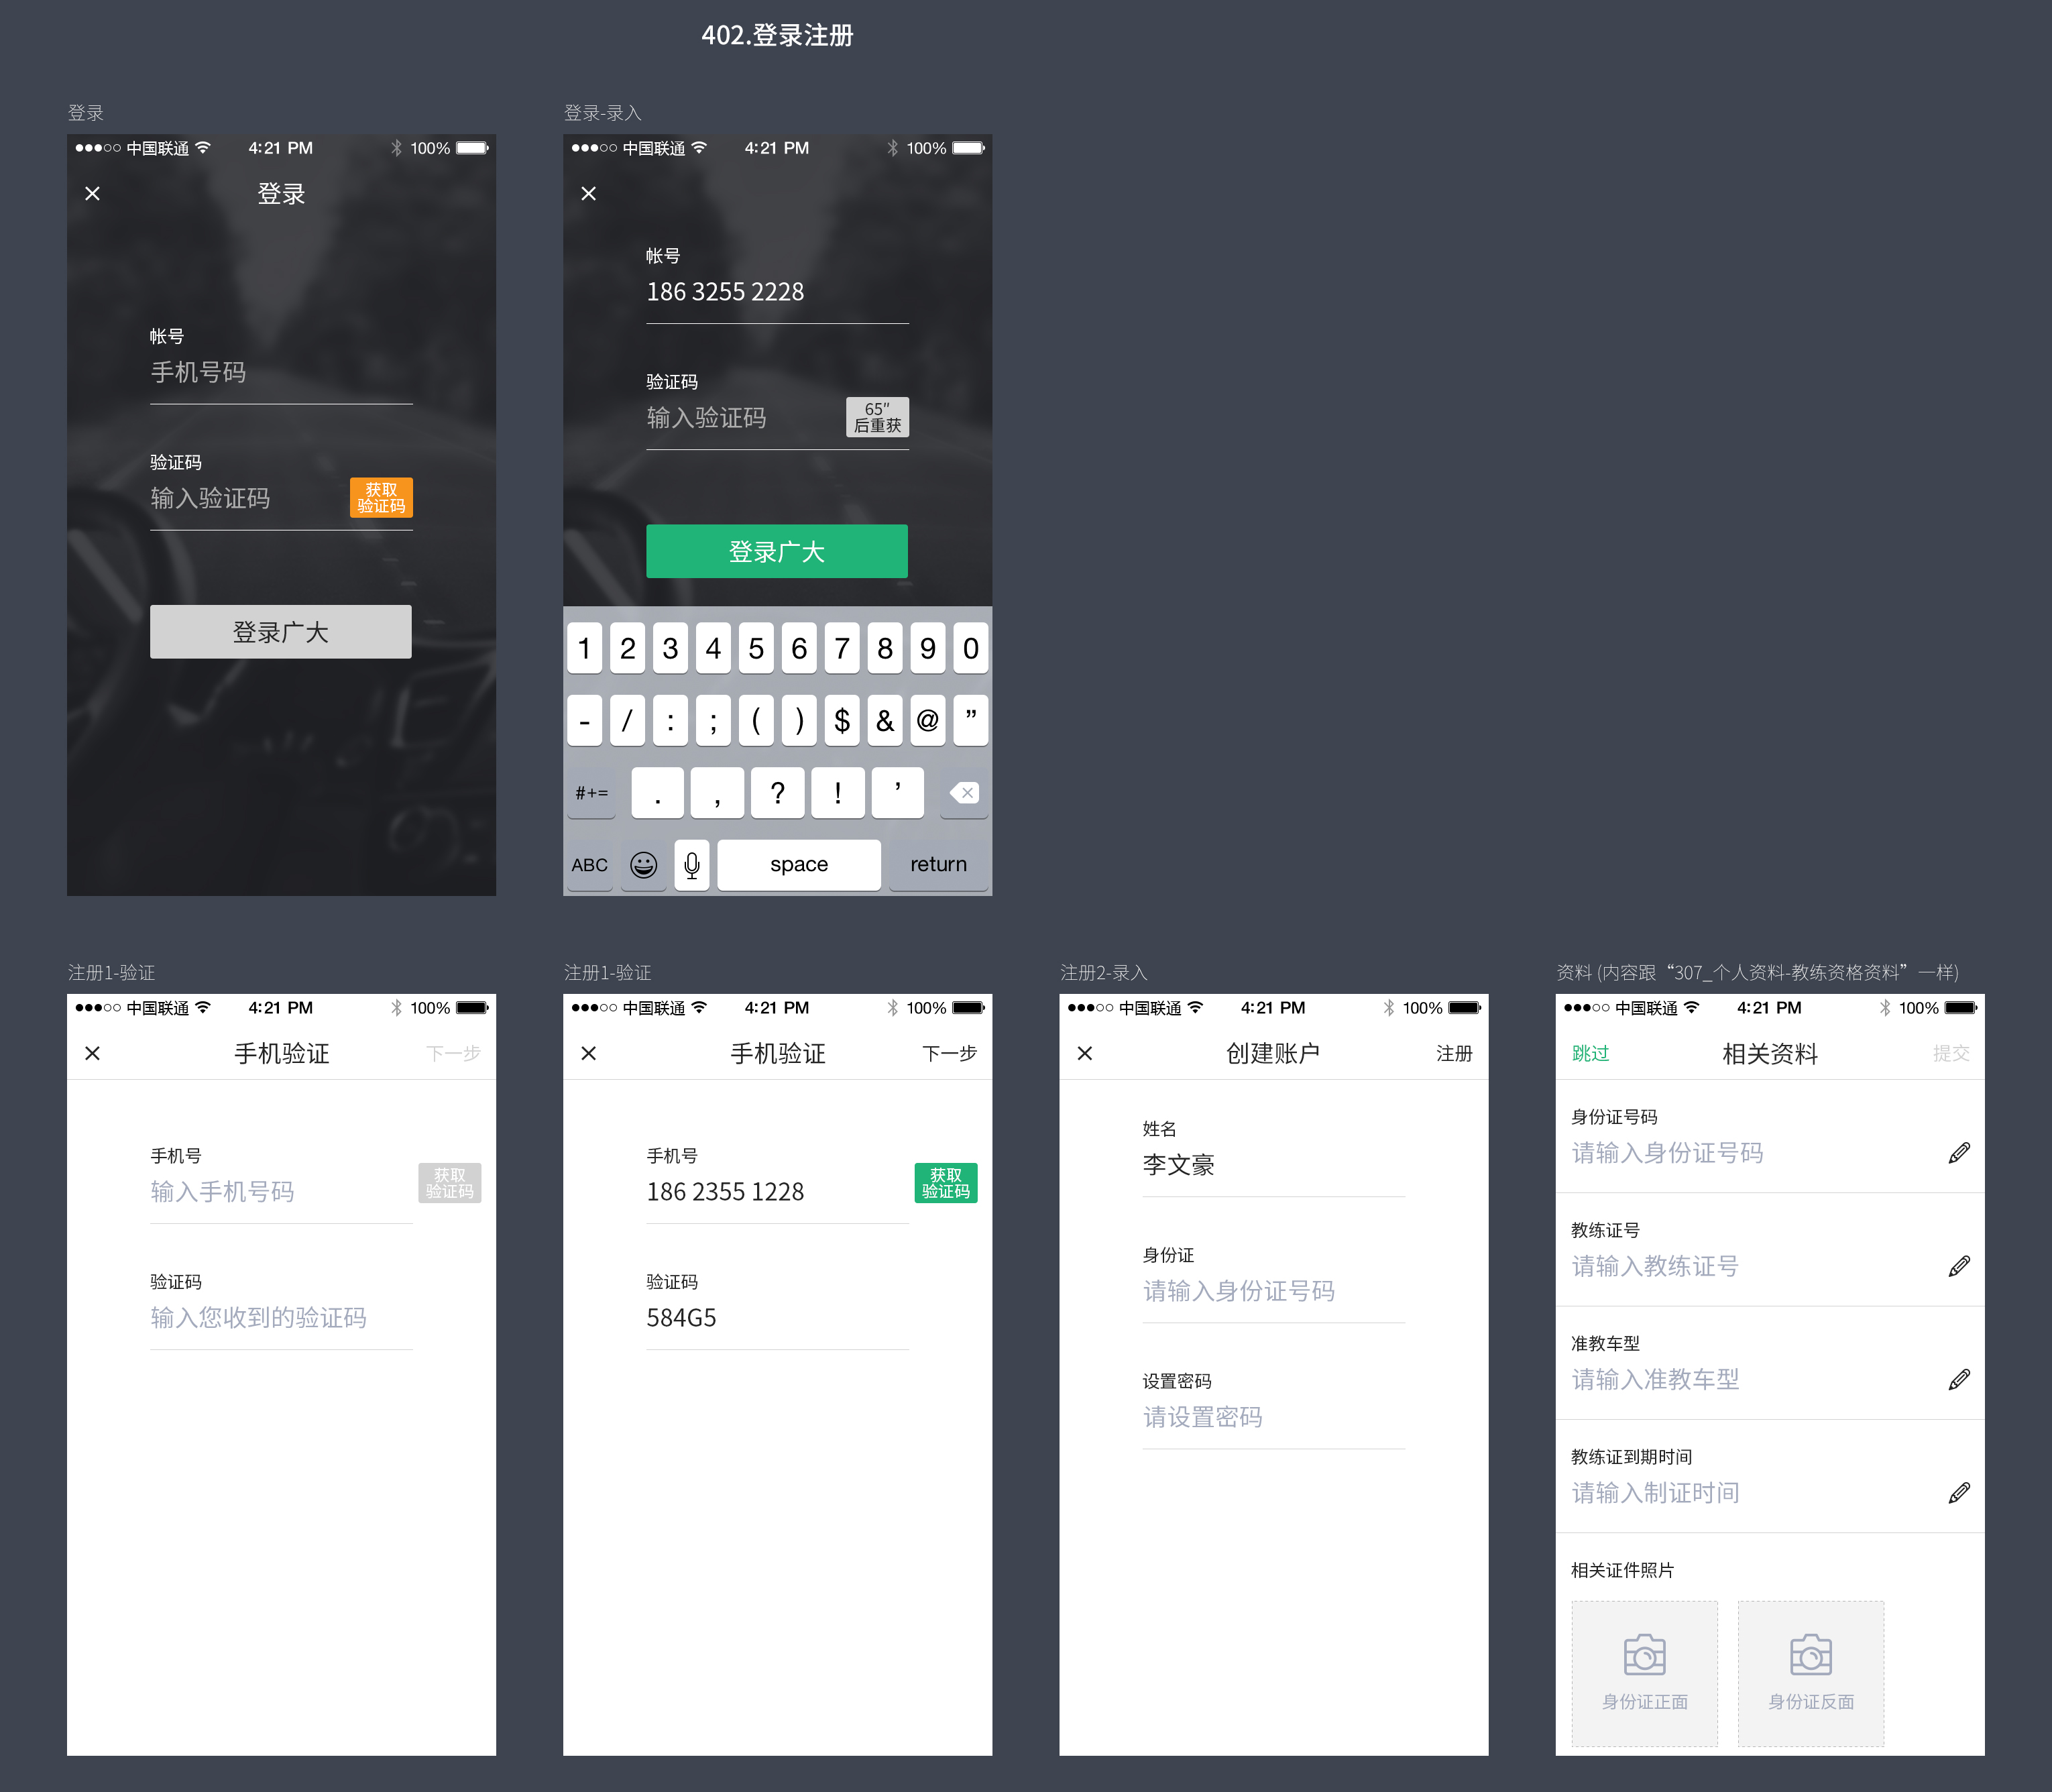 402.登录注册
登录
中国联通 4:21 PM 100%
登录
帐号
手机号码
验证码
输入验证码
获取
验证码
登录广大
登录-录入
中国联通 4:21 PM 100%
帐号
186 3255 2228
验证码
输入验证码
65″
后重获
登录广大
1 2 3 4 5 6 7 8 9 0
- / : ; ( ) $ & @ ”
#+= . , ? ! ’
ABC space return
注册1-验证
中国联通 4:21 PM 100%
手机验证 下一步
手机号
输入手机号码
获取
验证码
验证码
输入您收到的验证码
注册1-验证
中国联通 4:21 PM 100%
手机验证 下一步
手机号
186 2355 1228
获取
验证码
验证码
584G5
注册2-录入
中国联通 4:21 PM 100%
创建账户 注册
姓名
李文豪
身份证
请输入身份证号码
设置密码
请设置密码
资料 (内容跟“307_个人资料-教练资格资料”一样)
中国联通 4:21 PM 100%
跳过 相关资料 提交
身份证号码
请输入身份证号码
教练证号
请输入教练证号
准教车型
请输入准教车型
教练证到期时间
请输入制证时间
相关证件照片
身份证正面 身份证反面